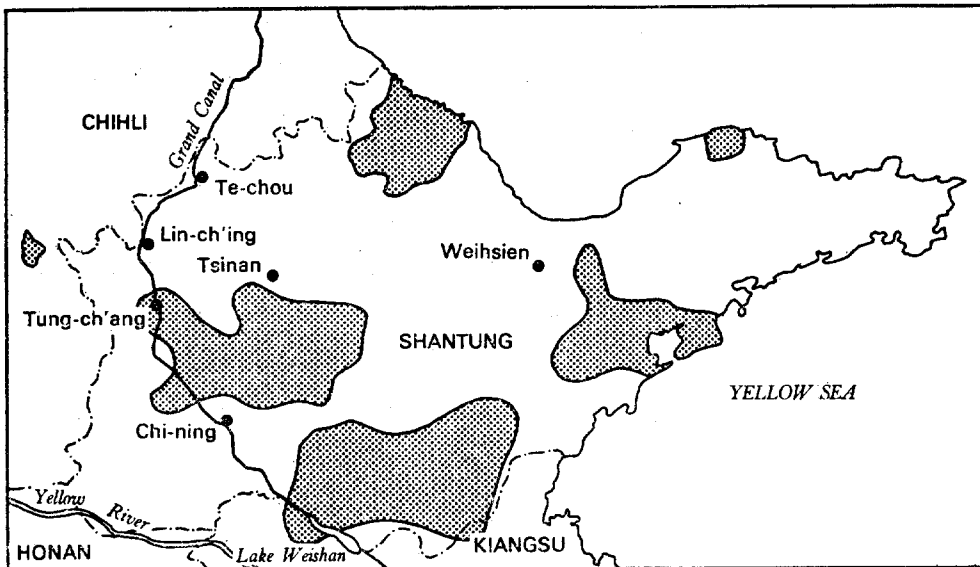 CHIHLI
Grand Canal
Te-chou
Lin-ch'ing
Tsinan
Weihsien
Tung-ch'ang
SHANTUNG
YELLOW SEA
Chi-ning
Yellow
River
HONAN
Lake Weishan
KIANGSU